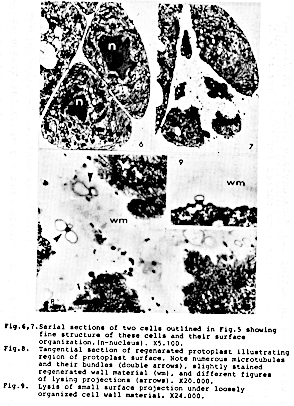 n
n
6
7
wm
9
wm
8
Fig.6,7.Serial sections of two cells outlined in Fig.5 showing
fine structure of these cells and their surface
organization.(n-nucleus). X5.100.
Fig.8. Tangential section of regenerated protoplast illustrating
region of protoplast surface. Note numerous microtubules
and their bundles (double arrows), slightly stained
regenerated wall material (wm), and different figures
of lysing projections (arrows). X20.000.
Fig.9. Lysis of small surface projection under loosely
organized cell wall material. X24.000.